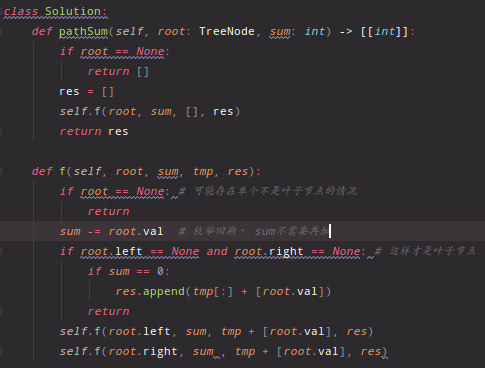 class Solution:
    def pathSum(self, root: TreeNode, sum: int) -> [[int]]:
        if root == None:
            return []
        res = []
        self.f(root, sum, [], res)
        return res
    def f(self, root, sum, tmp, res):
        if root == None: # 可能存在单个不是叶子节点的情况
            return
        sum -= root.val  # 枚举回溯, sum不需要再加
        if root.left == None and root.right == None: # 这样才是叶子节点
            if sum == 0:
                res.append(tmp[:] + [root.val])
            return
        self.f(root.left, sum, tmp + [root.val], res)
        self.f(root.right, sum , tmp + [root.val], res)